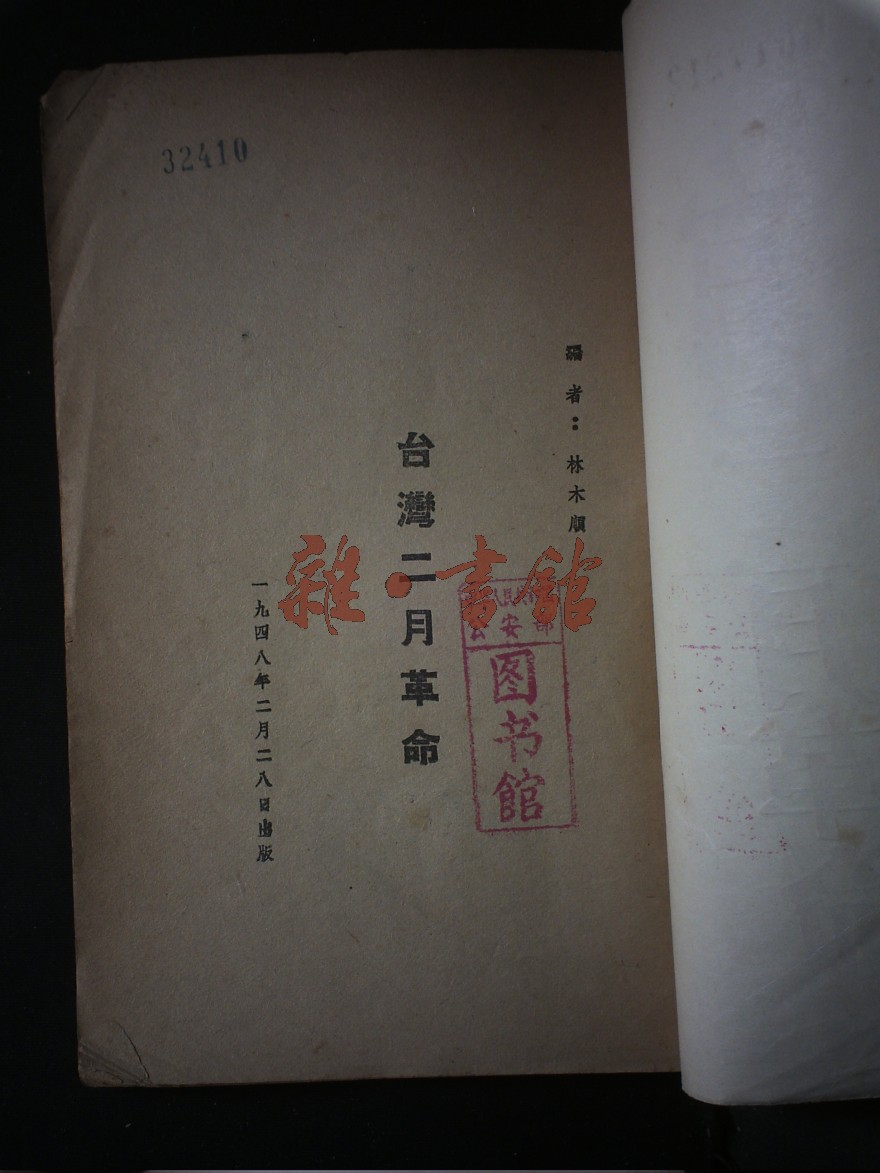 32410
編者：林木順
台灣二月革命
一九四八年二月二八日出版
雜·書館
公安部
图书馆